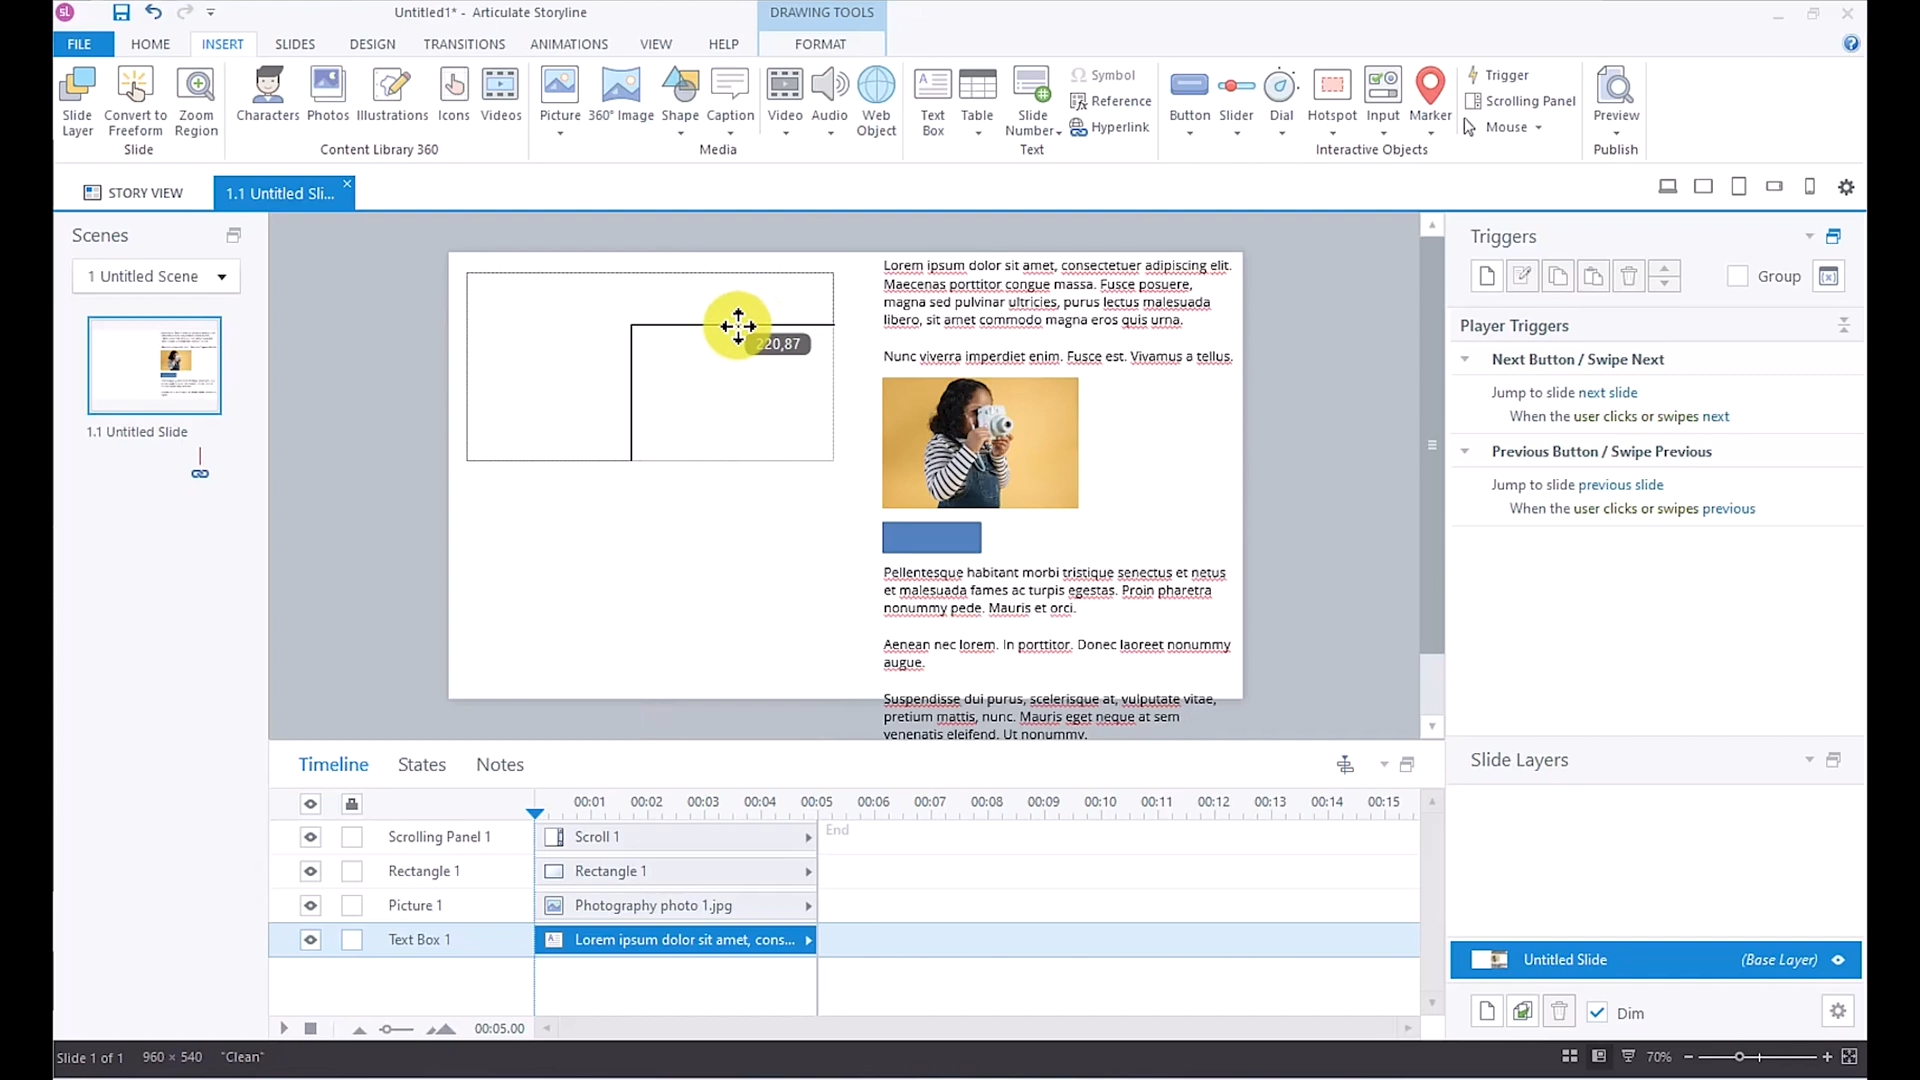 Untitled1* - Articulate Storyline
DRAWING TOOLS
FILE
HOME
INSERT
SLIDES
DESIGN
TRANSITIONS
ANIMATIONS
VIEW
HELP
FORMAT
Slide Layer
Convert to Freeform
Zoom Region
Slide
Characters
Photos
Illustrations
Icons
Videos
Content Library 360
Picture
360° Image
Shape
Caption
Video
Audio
Web Object
Media
Text Box
Table
Slide Number
Symbol
Reference
Hyperlink
Text
Button
Slider
Dial
Hotspot
Input
Marker
Trigger
Scrolling Panel
Mouse
Interactive Objects
Preview
Publish
STORY VIEW
1.1 Untitled Sli...
Scenes
1 Untitled Scene
1.1 Untitled Slide
220,87
Lorem ipsum dolor sit amet, consectetuer adipiscing elit.
Maecenas porttitor congue massa. Fusce posuere,
magna sed pulvinar ultricies, purus lectus malesuada
libero, sit amet commodo magna eros quis urna.
Nunc viverra imperdiet enim. Fusce est. Vivamus a tellus.
Pellentesque habitant morbi tristique senectus et netus
et malesuada fames ac turpis egestas. Proin pharetra
nonummy pede. Mauris et orci.
Aenean nec lorem. In porttitor. Donec laoreet nonummy
augue.
Suspendisse dui purus, scelerisque at, vulputate vitae,
pretium mattis, nunc. Mauris eget neque at sem
venenatis eleifend. Ut nonummy.
Triggers
Group
Player Triggers
Next Button / Swipe Next
Jump to slide next slide
When the user clicks or swipes next
Previous Button / Swipe Previous
Jump to slide previous slide
When the user clicks or swipes previous
Timeline
States
Notes
00:01 00:02 00:03 00:04 00:05 00:06 00:07 00:08 00:09 00:10 00:11 00:12 00:13 00:14 00:15
End
Scrolling Panel 1
Scroll 1
Rectangle 1
Rectangle 1
Picture 1
Photography photo 1.jpg
Text Box 1
Lorem ipsum dolor sit amet, cons...
00:05.00
Slide Layers
Untitled Slide
(Base Layer)
Dim
Slide 1 of 1
960 × 540
"Clean"
70%